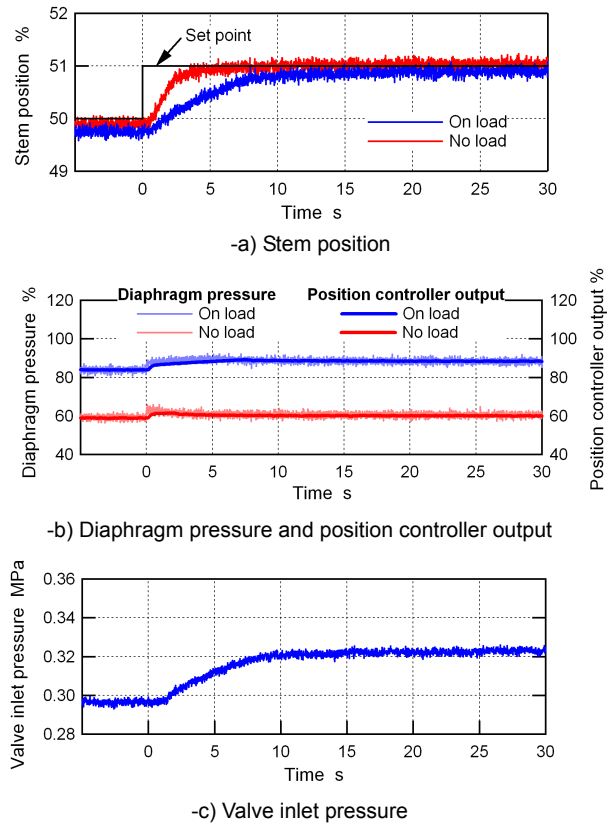 Stem position %
52
51
50
49
Set point
On load
No load
0 5 10 15 20 25 30
Time s
-a) Stem position
Diaphragm pressure %
120
100
80
60
40
Diaphragm pressure
On load
No load
Position controller output
On load
No load
120
100
80
60
40
Position controller output %
0 5 10 15 20 25 30
Time s
-b) Diaphragm pressure and position controller output
Valve inlet pressure MPa
0.36
0.34
0.32
0.30
0.28
0 5 10 15 20 25 30
Time s
-c) Valve inlet pressure